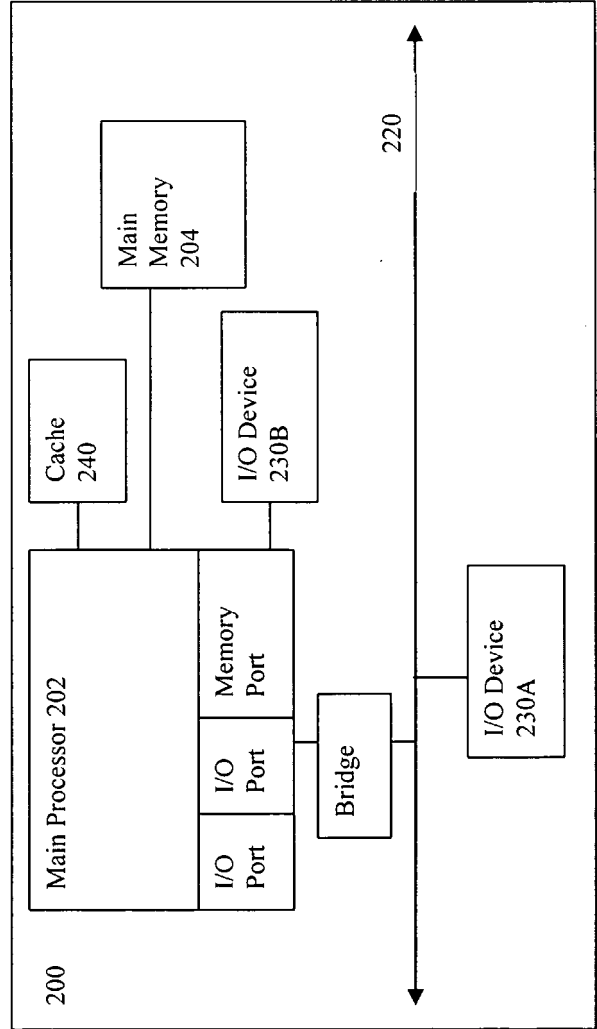 200
Main Processor 202
I/O
Port
I/O
Port
Memory
Port
Cache
240
Main
Memory
204
I/O Device
230B
Bridge
220
I/O Device
230A